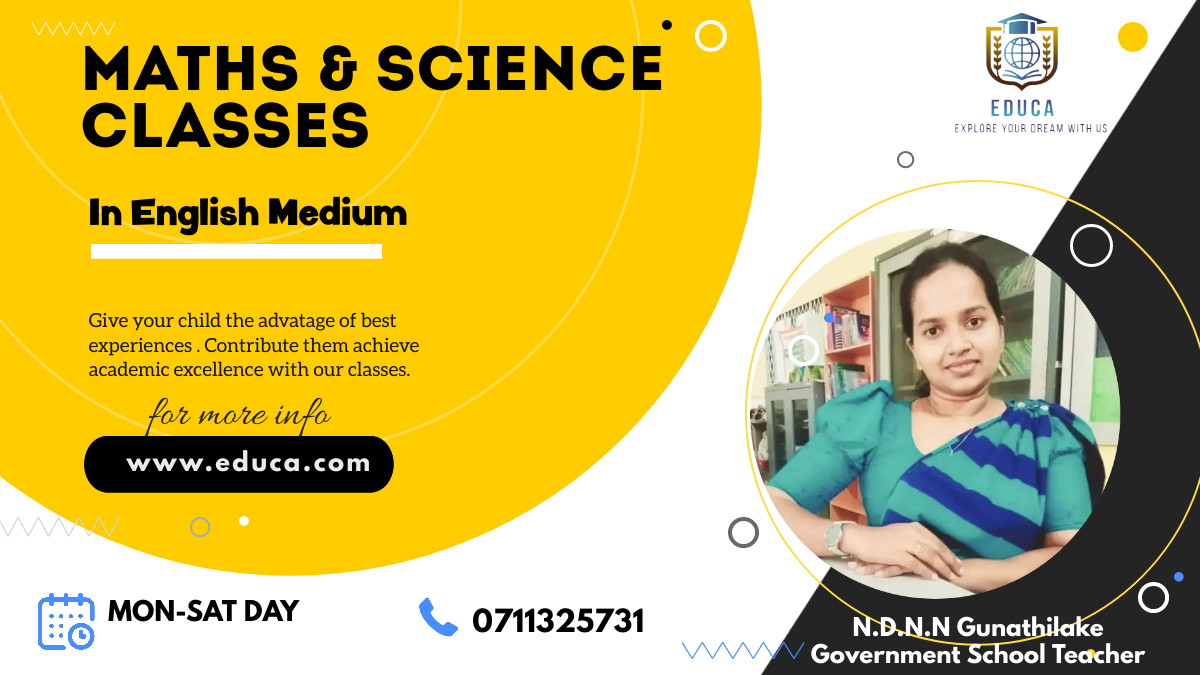 MATHS & SCIENCE
CLASSES
In English Medium
Give your child the advatage of best
experiences . Contribute them achieve
academic excellence with our classes.
for more info
www.educa.com
MON-SAT DAY
0711325731
EDUCA
EXPLORE YOUR DREAM WITH US
N.D.N.N Gunathilake
Government School Teacher